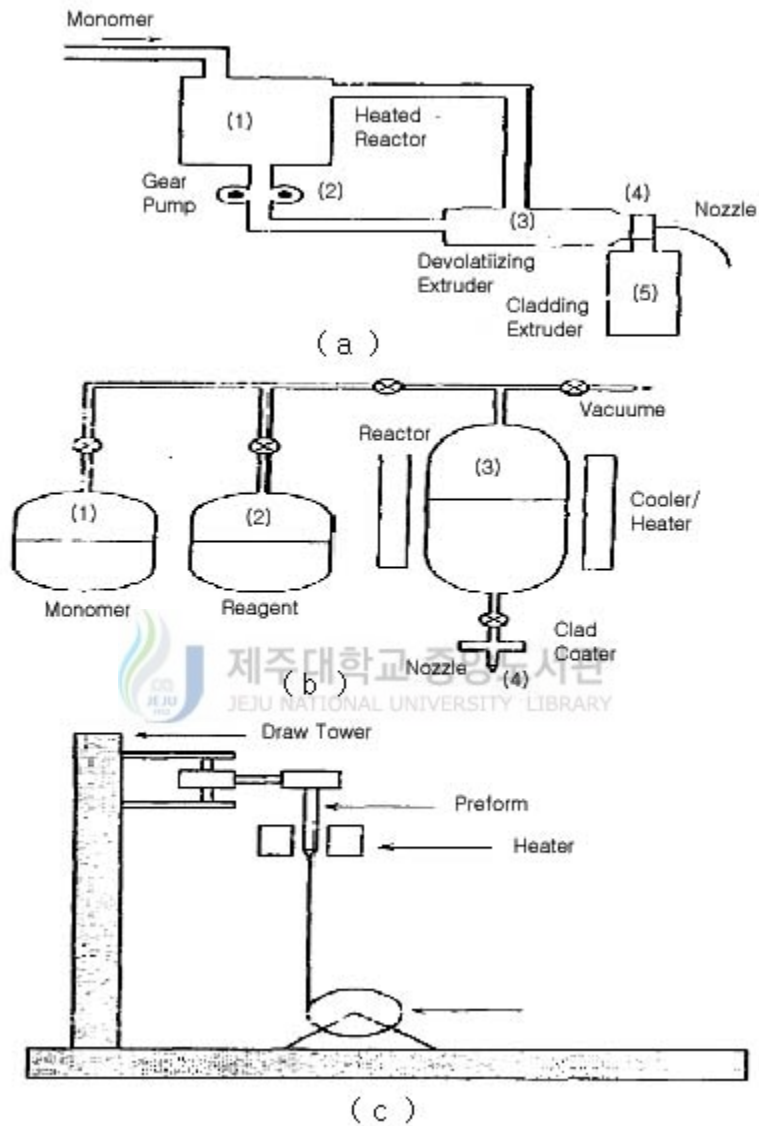 Monomer
(1)
Heated
Reactor
Gear
Pump
(2)
(3)
(4)
Nozzle
Devolatiizing
Extruder
Cladding
Extruder
(5)
(a)
Vacuume
Reactor
(1)
(2)
(3)
Cooler/
Heater
Monomer
Reagent
Clad
Coater
Nozzle
(4)
(b)
제주대학교 중앙도서관
JEJU NATIONAL UNIVERSITY LIBRARY
JEJU
Draw Tower
Preform
Heater
(c)